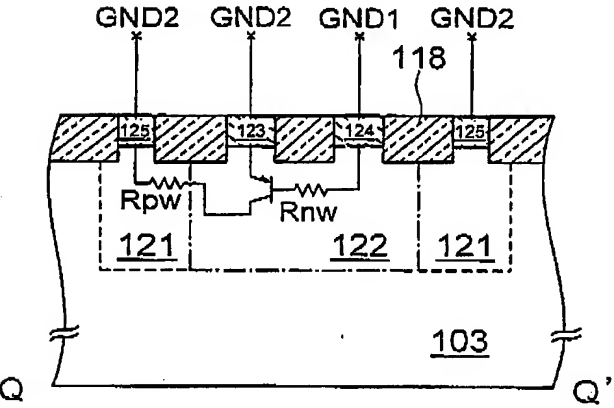 GND2 GND2 GND1 GND2
118
125 123 124 125
Rpw Rnw
121 122 121
103
Q Q'